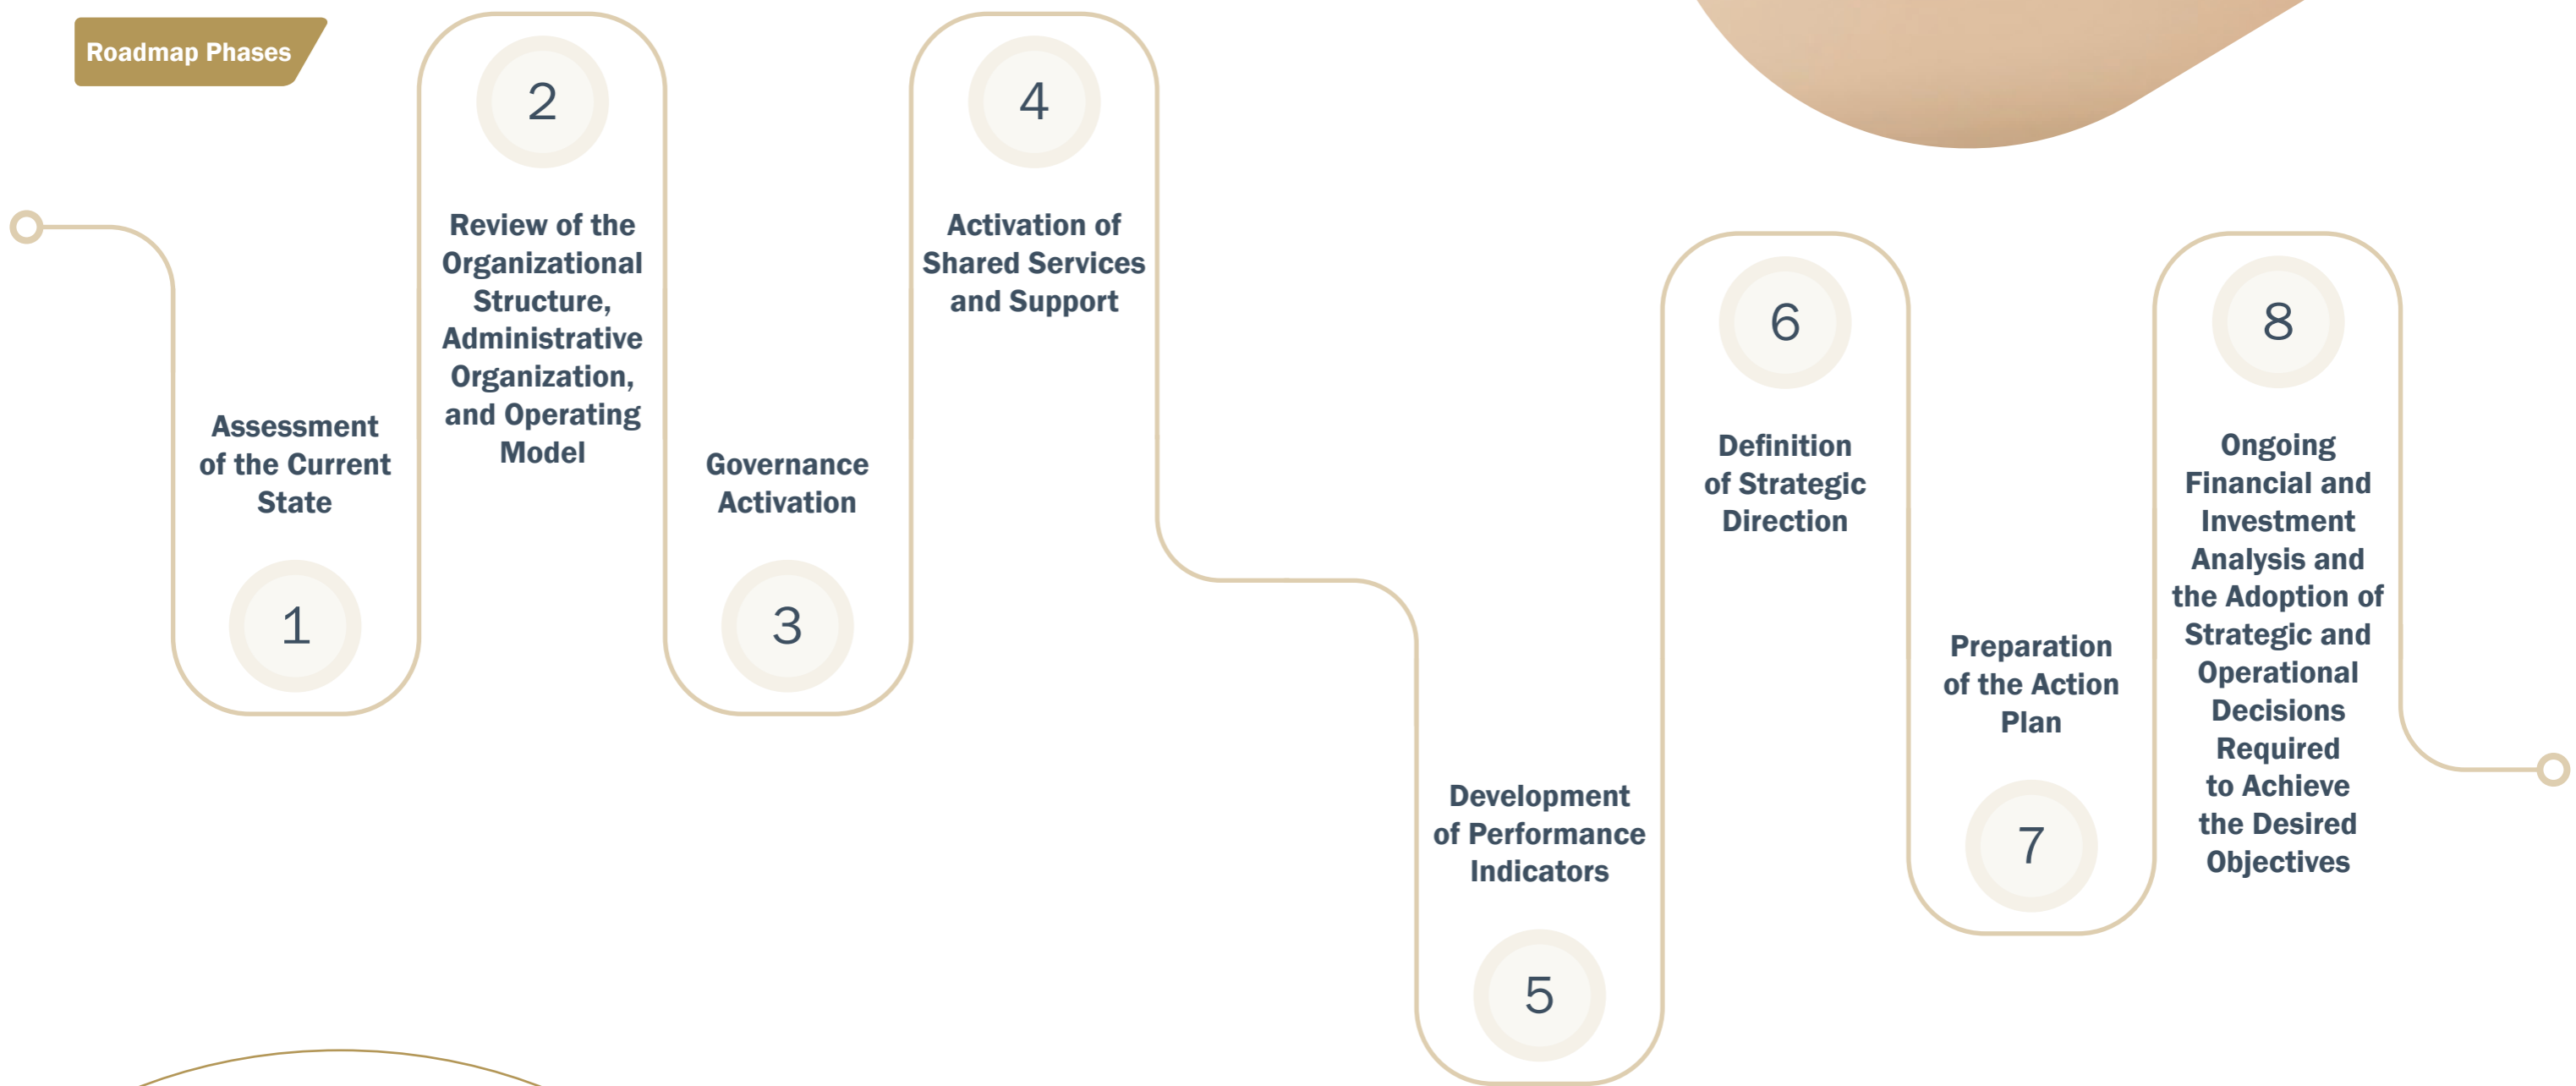 Roadmap Phases
1
Assessment
of the Current
State
2
Review of the
Organizational
Structure,
Administrative
Organization,
and Operating
Model
3
Governance
Activation
4
Activation of
Shared Services
and Support
5
Development
of Performance
Indicators
6
Definition
of Strategic
Direction
7
Preparation
of the Action
Plan
8
Ongoing
Financial and
Investment
Analysis and
the Adoption of
Strategic and
Operational
Decisions
Required
to Achieve
the Desired
Objectives